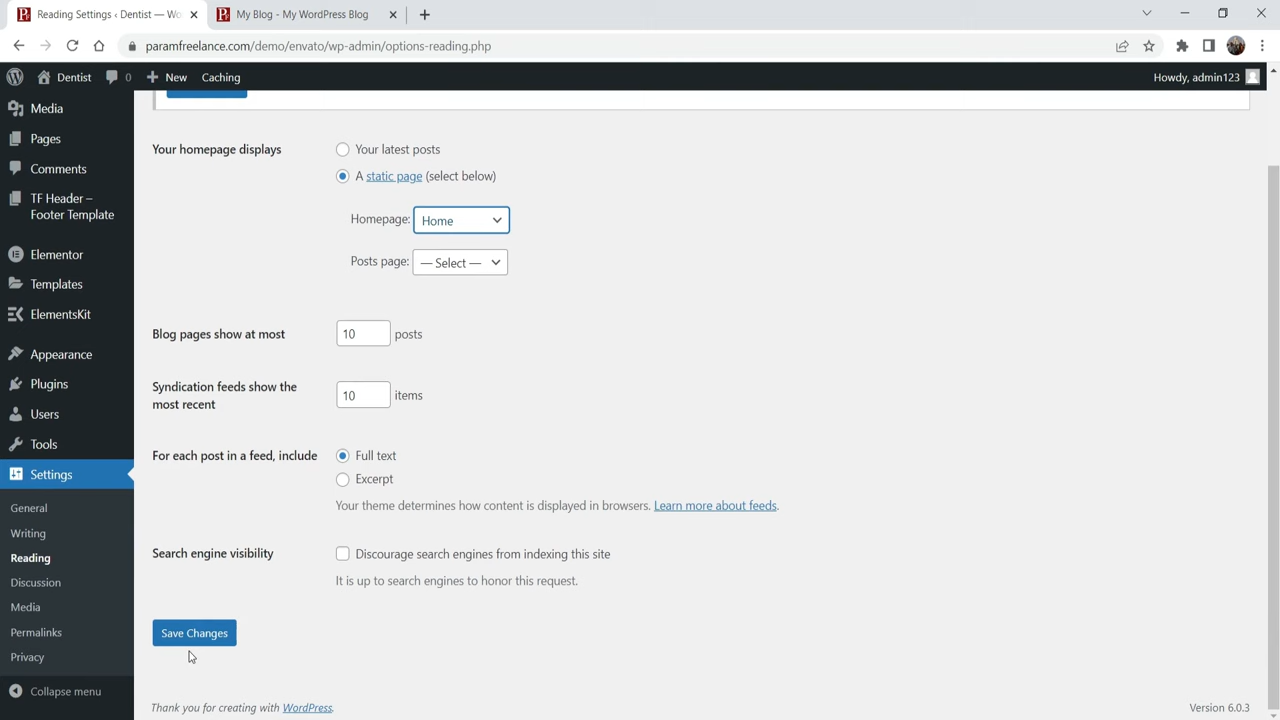 Reading Settings ‹ Dentist — Wo
My Blog - My WordPress Blog
paramfreelance.com/demo/envato/wp-admin/options-reading.php
Dentist
0
New
Caching
Howdy, admin123
Media
Pages
Comments
TF Header –
Footer Template
Elementor
Templates
ElementsKit
Appearance
Plugins
Users
Tools
Settings
General
Writing
Reading
Discussion
Media
Permalinks
Privacy
Collapse menu
Your homepage displays
Your latest posts
A static page (select below)
Homepage: Home
Posts page: — Select —
Blog pages show at most 10 posts
Syndication feeds show the
most recent
10 items
For each post in a feed, include
Full text
Excerpt
Your theme determines how content is displayed in browsers. Learn more about feeds.
Search engine visibility
Discourage search engines from indexing this site
It is up to search engines to honor this request.
Save Changes
Thank you for creating with WordPress.
Version 6.0.3